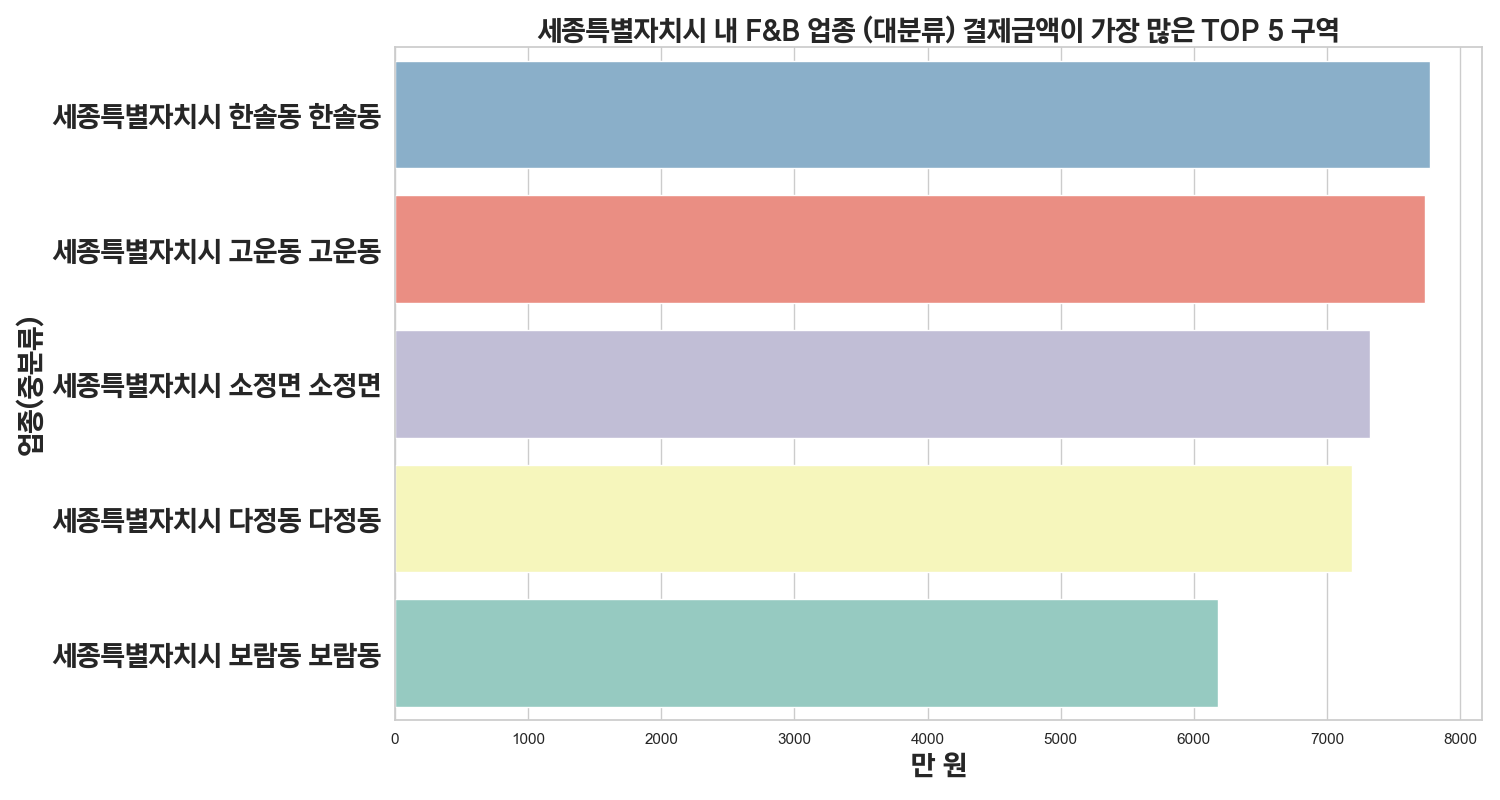 세종특별자치시 내 F&B 업종 (대분류) 결제금액이 가장 많은 TOP 5 구역
업종(중분류)
세종특별자치시 한솔동 한솔동
세종특별자치시 고운동 고운동
세종특별자치시 소정면 소정면
세종특별자치시 다정동 다정동
세종특별자치시 보람동 보람동
0 1000 2000 3000 4000 5000 6000 7000 8000
만 원